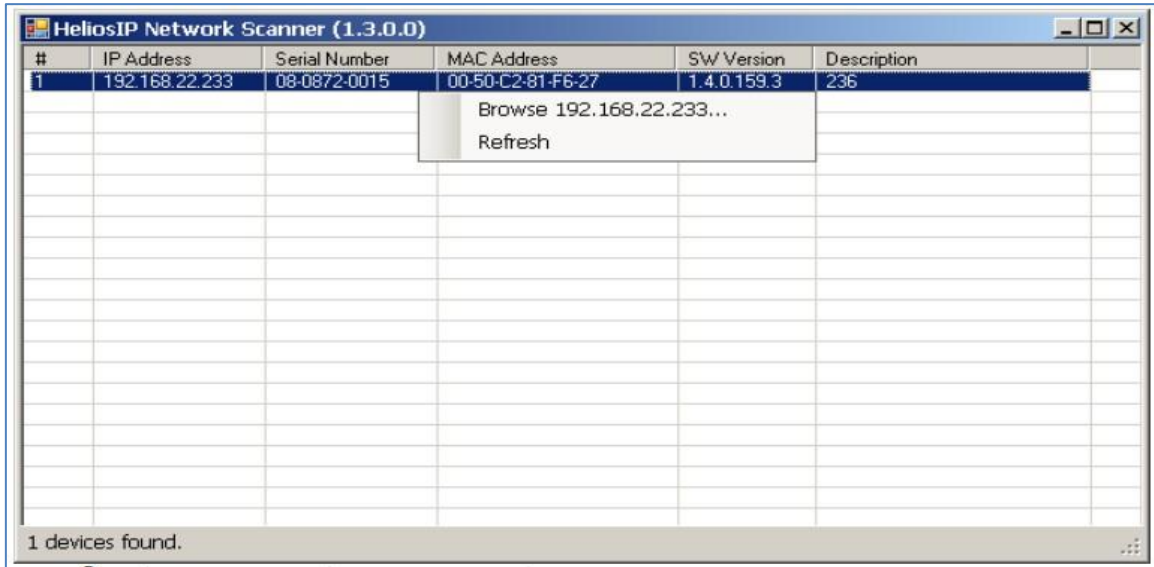 HeliosIP Network Scanner (1.3.0.0)
# IP Address Serial Number MAC Address SW Version Description
1 192.168.22.233 08-0872-0015 00-50-C2-81-F6-27 1.4.0.159.3 236
Browse 192.168.22.233...
Refresh
1 devices found.